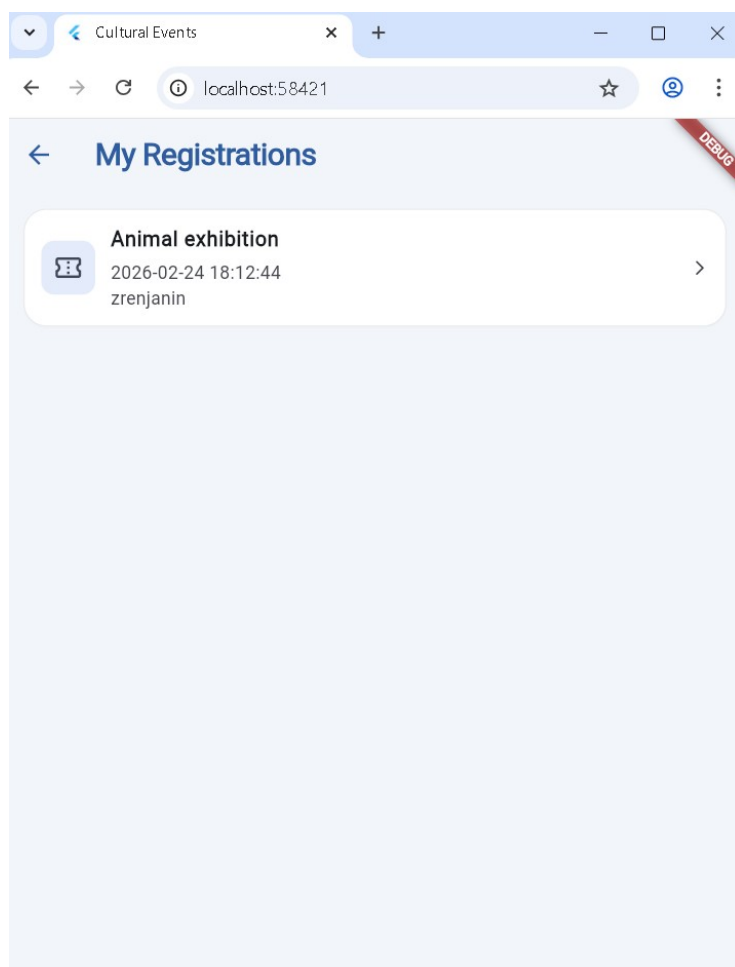 Cultural Events
localhost:58421
My Registrations
DEBUG
Animal exhibition
2026-02-24 18:12:44
zrenjanin